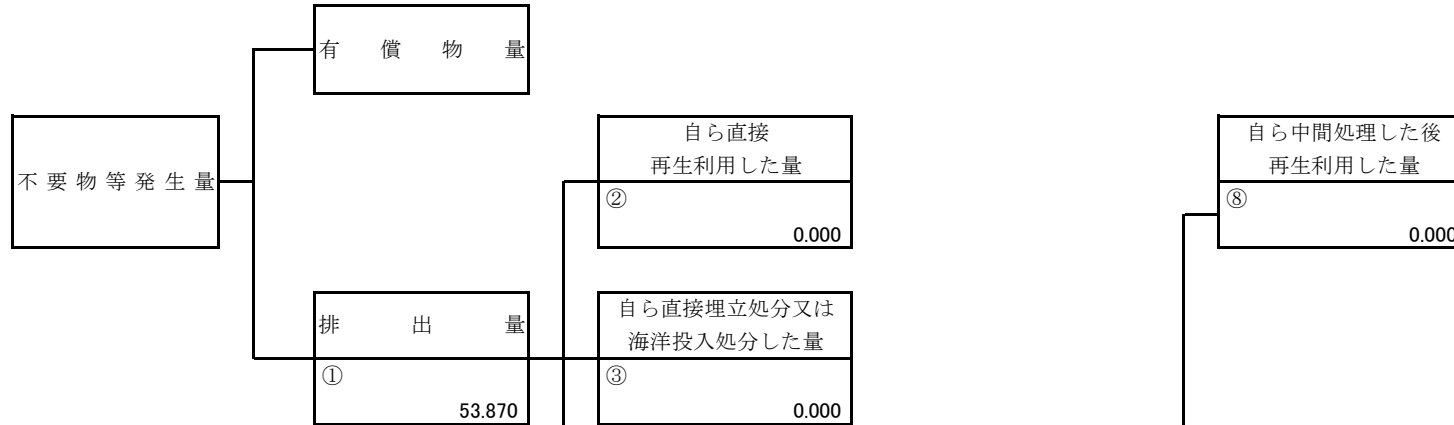 有償物量
不要物等発生量
自ら直接
再生利用した量
②
0.000
自ら中間処理した後
再生利用した量
⑧
0.000
排出量
①
53.870
自ら直接埋立処分又は
海洋投入処分した量
③
0.000